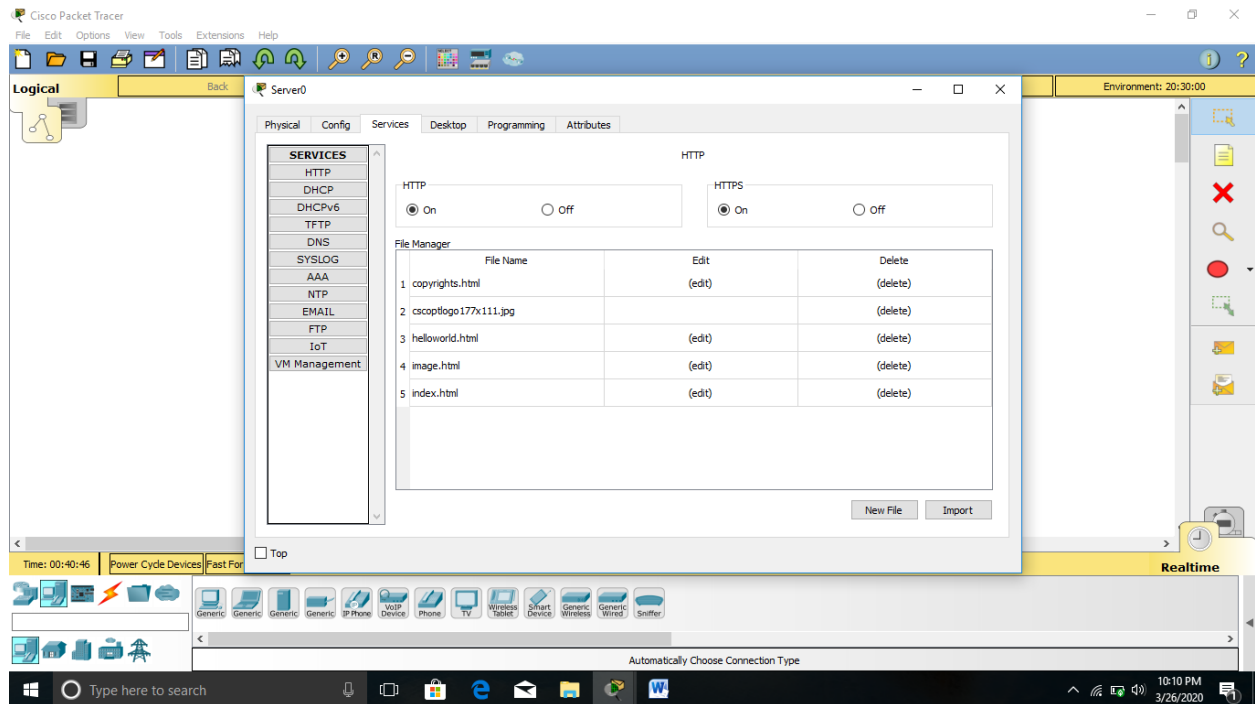 Cisco Packet Tracer
File Edit Options View Tools Extensions Help
Logical
Back
Environment: 20:30:00
Server0
Physical Config Services Desktop Programming Attributes
SERVICES
HTTP
DHCP
DHCPv6
TFTP
DNS
SYSLOG
AAA
NTP
EMAIL
FTP
IoT
VM Management
HTTP
HTTP
On Off
HTTPS
On Off
File Manager
File Name Edit Delete
1 copyrights.html (edit) (delete)
2 cscoptlogo177x111.jpg (delete)
3 helloworld.html (edit) (delete)
4 image.html (edit) (delete)
5 index.html (edit) (delete)
New File Import
Top
Time: 00:40:46 Power Cycle Devices Fast For
Realtime
Generic Generic Generic Generic IP Phone VoIP Device Phone TV Wireless Tablet Smart Device Generic Wireless Generic Wired Sniffer
Automatically Choose Connection Type
Type here to search
10:10 PM
3/26/2020